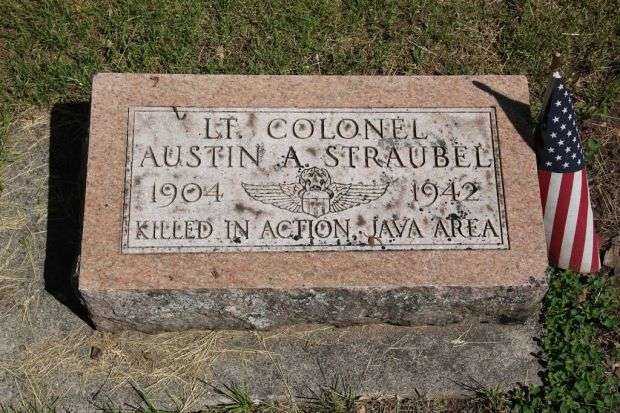 LT. COLONEL
AUSTIN A. STRAUBEL
1904 1942
KILLED IN ACTION, JAVA AREA